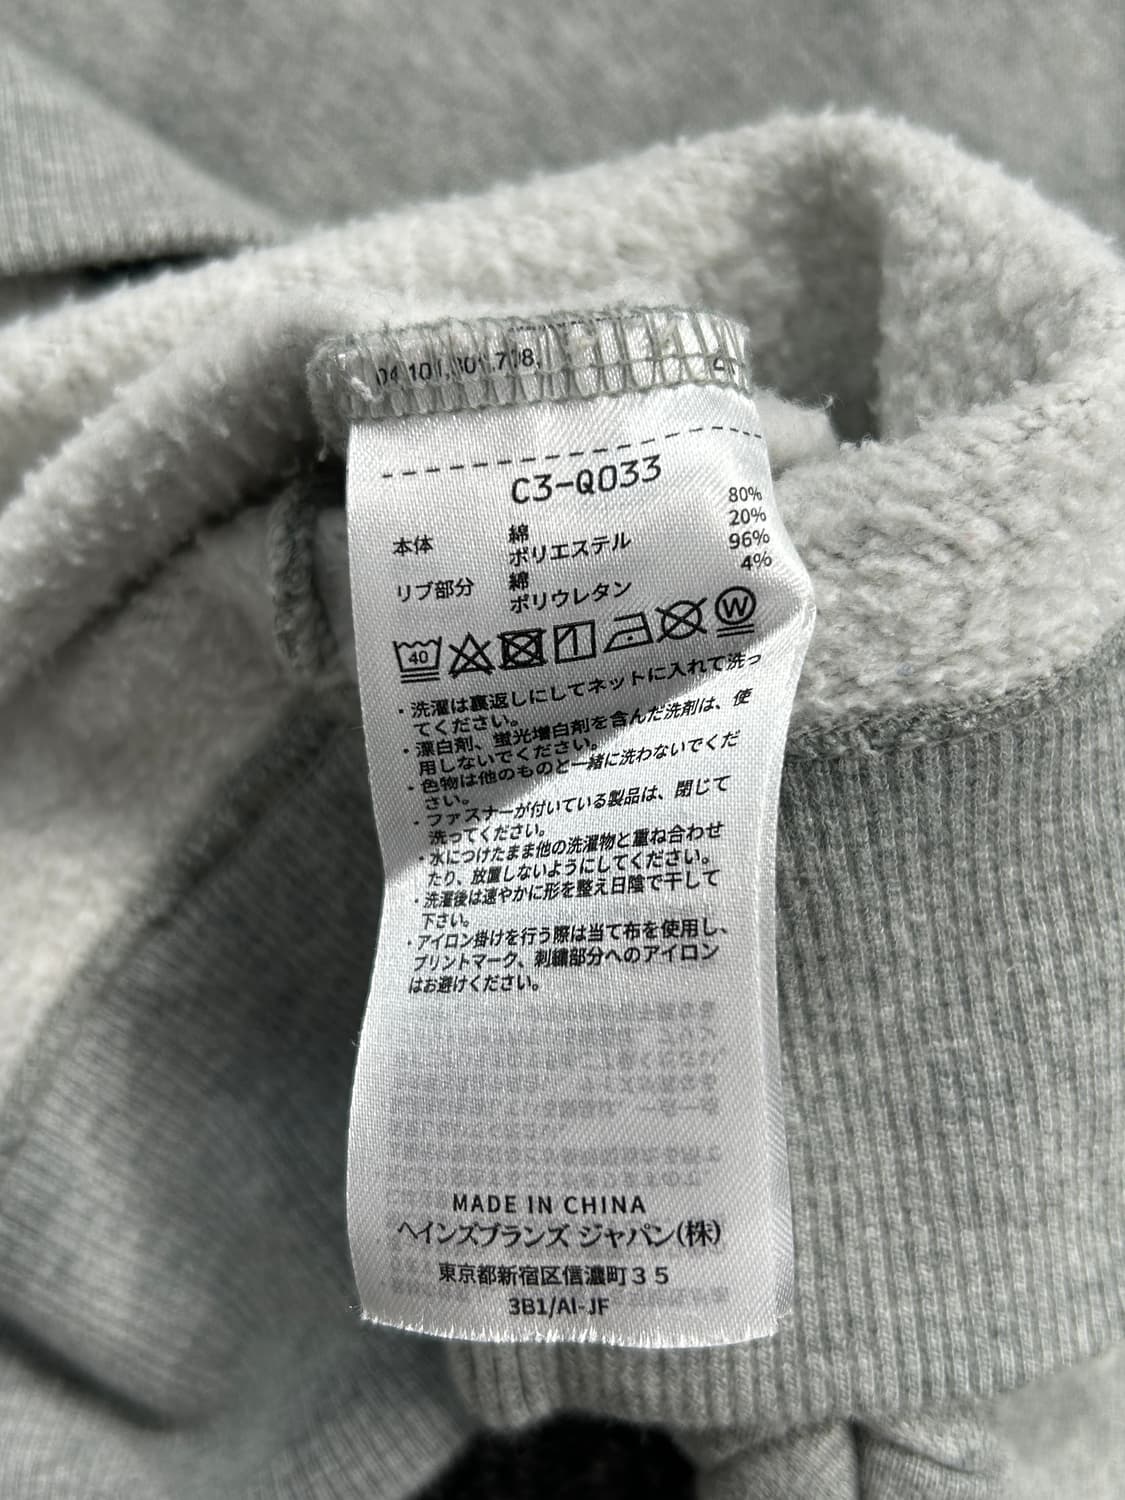 C3-Q033
本体 綿 80%
ポリエステル 20%
リブ部分 綿 96%
ポリウレタン 4%
40 W
・洗濯は裏返しにしてネットに入れて洗っ
てください。
・漂白剤、蛍光増白剤を含んだ洗剤は、使
用しないでください。
・色物は他のものと一緒に洗わないでくだ
さい。
・ファスナーが付いている製品は、閉じて
洗ってください。
・水につけたまま他の洗濯物と重ね合わせ
たり、放置しないようにしてください。
・洗濯後は速やかに形を整え日陰で干して
下さい。
・アイロン掛けを行う際は当て布を使用し、
プリントマーク、刺繍部分へのアイロン
はお避けください。
MADE IN CHINA
ヘインズブランズ ジャパン(株)
東京都新宿区信濃町３５
3B1/AI-JF